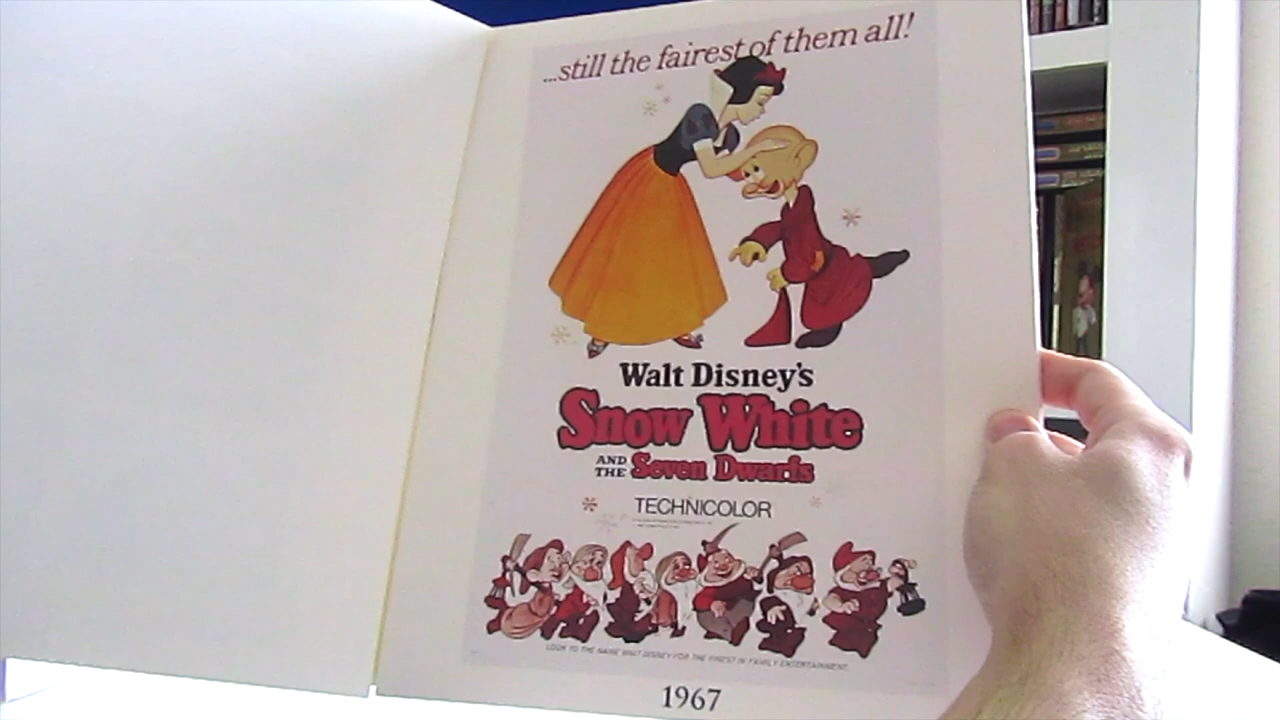 ...still the fairest of them all!
Walt Disney's
Snow White
AND THE Seven Dwarfs
TECHNICOLOR
LOOK TO THE NAME WALT DISNEY FOR THE FINEST IN FAMILY ENTERTAINMENT.
1967